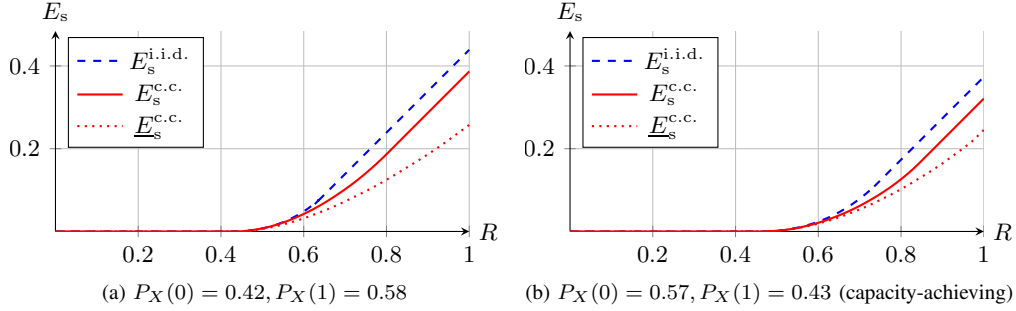 E_s
0.4
0.2
E_s^{i.i.d.}
E_s^{c.c.}
\underline{E}_s^{c.c.}
R
0.2 0.4 0.6 0.8 1
(a) P_X(0) = 0.42, P_X(1) = 0.58
E_s
0.4
0.2
E_s^{i.i.d.}
E_s^{c.c.}
\underline{E}_s^{c.c.}
R
0.2 0.4 0.6 0.8 1
(b) P_X(0) = 0.57, P_X(1) = 0.43 (capacity-achieving)